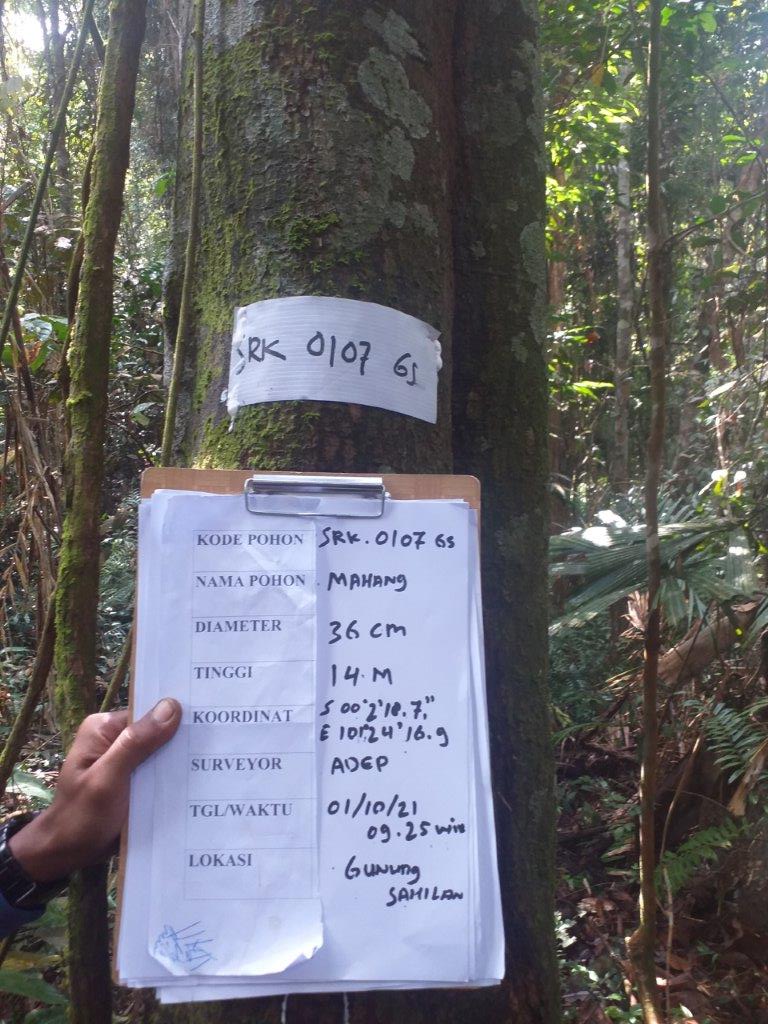 SRK 0107 GS
KODE POHON SRK. 0107 GS
NAMA POHON MAHANG
DIAMETER 36 cm
TINGGI 14 M
KOORDINAT S 00°2'18.7"
E 101°24'16.9
SURVEYOR ADEP
TGL/WAKTU 01/10/21
09.25 WIB
LOKASI GUNUNG
SAHILAN